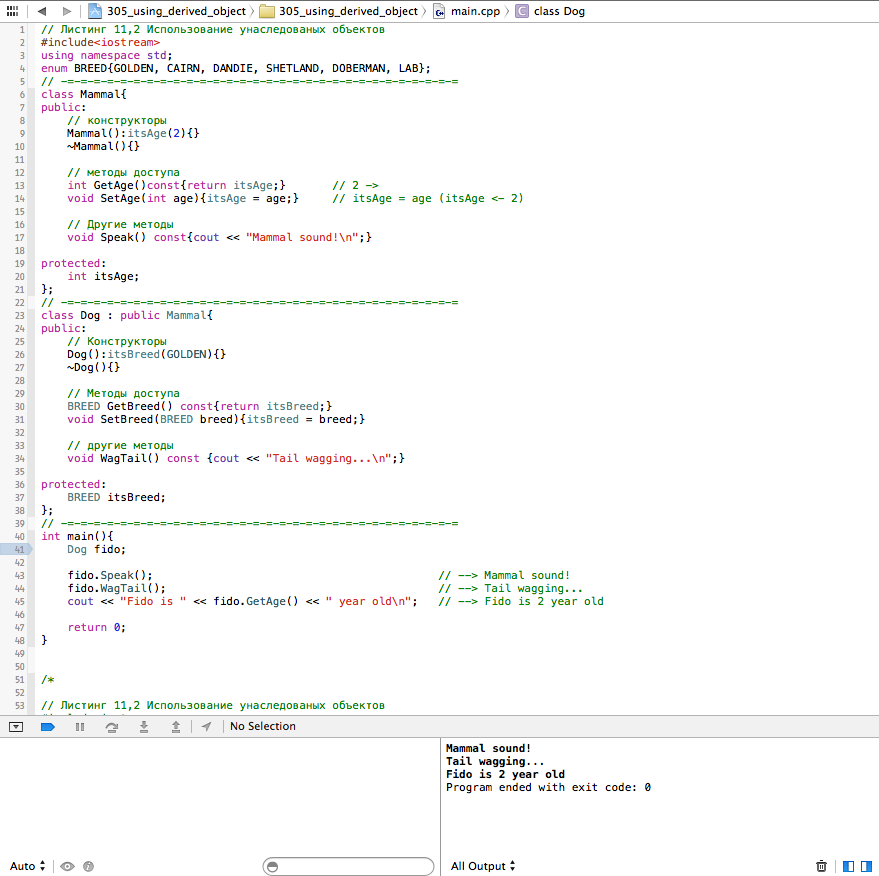 305_using_derived_object 305_using_derived_object main.cpp class Dog
1 // Листинг 11,2 Использование унаследованых объектов
2 #include<iostream>
3 using namespace std;
4 enum BREED{GOLDEN, CAIRN, DANDIE, SHETLAND, DOBERMAN, LAB};
5 // -=-=-=-=-=-=-=-=-=-=-=-=-=-=-=-=-=-=-=-=-=-=-=-=-=-=-=-=-=-=
6 class Mammal{
7 public:
8     // конструкторы
9     Mammal():itsAge(2){}
10     ~Mammal(){}
11
12     // методы доступа
13     int GetAge()const{return itsAge;}       // 2 ->
14     void SetAge(int age){itsAge = age;}     // itsAge = age (itsAge <- 2)
15
16     // Другие методы
17     void Speak() const{cout << "Mammal sound!\n";}
18
19 protected:
20     int itsAge;
21 };
22 // -=-=-=-=-=-=-=-=-=-=-=-=-=-=-=-=-=-=-=-=-=-=-=-=-=-=-=-=-=-=
23 class Dog : public Mammal{
24 public:
25     // Конструкторы
26     Dog():itsBreed(GOLDEN){}
27     ~Dog(){}
28
29     // Методы доступа
30     BREED GetBreed() const{return itsBreed;}
31     void SetBreed(BREED breed){itsBreed = breed;}
32
33     // другие методы
34     void WagTail() const {cout << "Tail wagging...\n";}
35
36 protected:
37     BREED itsBreed;
38 };
39 // -=-=-=-=-=-=-=-=-=-=-=-=-=-=-=-=-=-=-=-=-=-=-=-=-=-=-=-=-=-=
40 int main(){
41     Dog fido;
42
43     fido.Speak();                                           // --> Mammal sound!
44     fido.WagTail();                                         // --> Tail wagging...
45     cout << "Fido is " << fido.GetAge() << " year old\n";   // --> Fido is 2 year old
46
47     return 0;
48 }
49
50
51 /*
52
53 // Листинг 11,2 Использование унаследованых объектов
No Selection
Mammal sound!
Tail wagging...
Fido is 2 year old
Program ended with exit code: 0
Auto
All Output